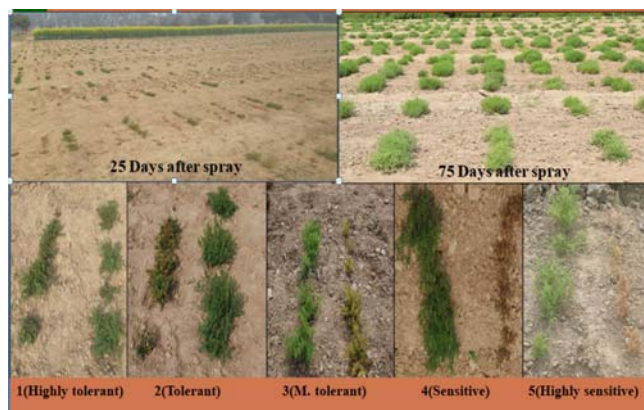 25 Days after spray
75 Days after spray
1(Highly tolerant)
2(Tolerant)
3(M. tolerant)
4(Sensitive)
5(Highly sensitive)